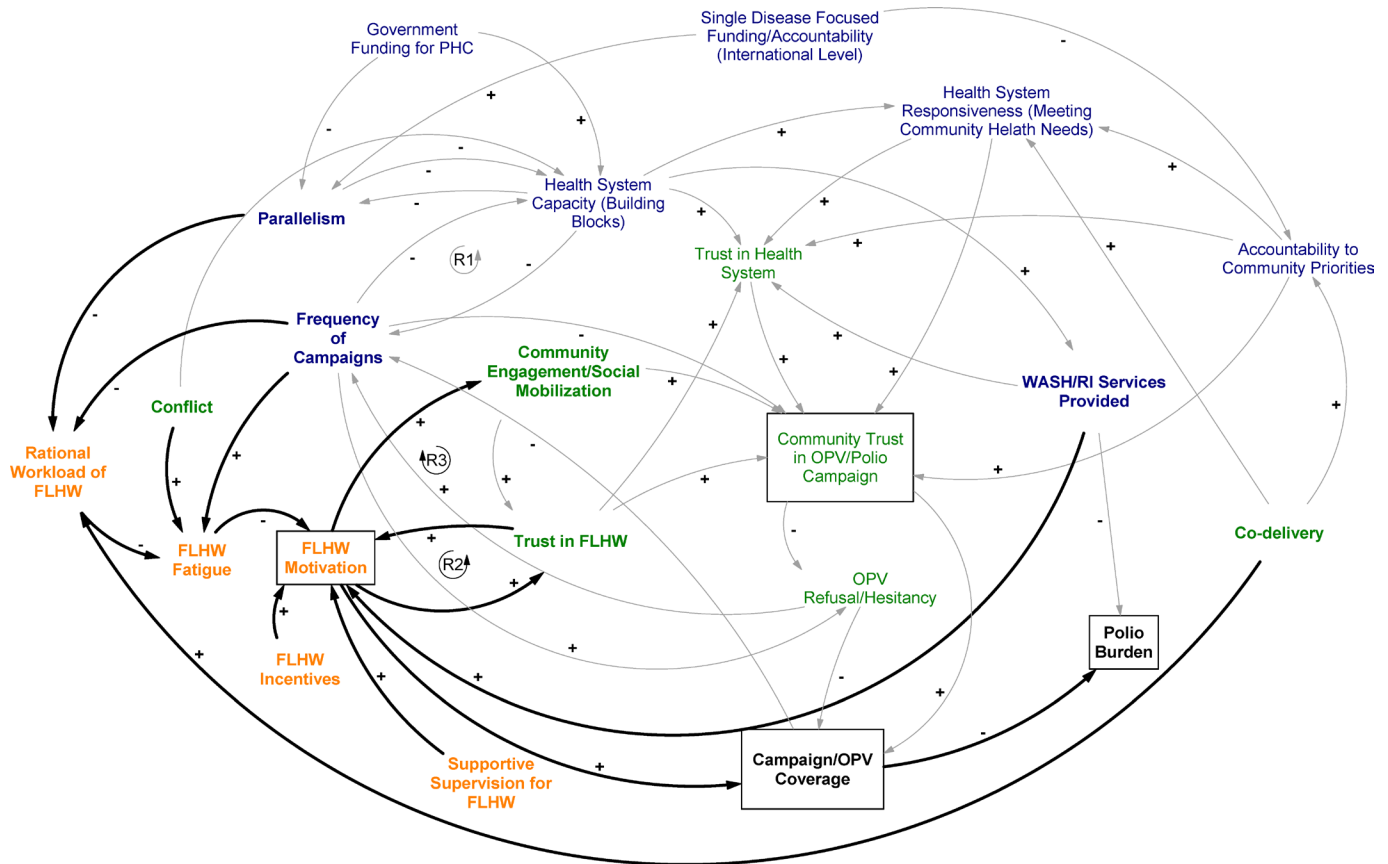 Government
Funding for PHC
Single Disease Focused
Funding/Accountability
(International Level)
-
+
+
Health System
Responsiveness (Meeting
Community Helath Needs)
-
-
-
+
-
+
Health System
Capacity (Building
Blocks)
-
Parallelism
+
+
+
+
+
Trust in Health
System
Accountability to
Community Priorities
R1
-
-
+
-
Frequency
of
Campaigns
+
-
+
+
+
Community
Engagement/Social
Mobilization
+
+
-
WASH/RI Services
Provided
Conflict
+
Community Trust
in OPV/Polio
Campaign
Rational
Workload of
FLHW
+
-
+
R3
+
+
+
+
+
-
-
-
FLHW
Fatigue
-
FLHW
Motivation
+
Trust in FLHW
R2
+
Co-delivery
OPV
Refusal/Hesitancy
+
FLHW
Incentives
+
+
+
+
-
+
Polio
Burden
-
Supportive
Supervision for
FLHW
+
Campaign/OPV
Coverage